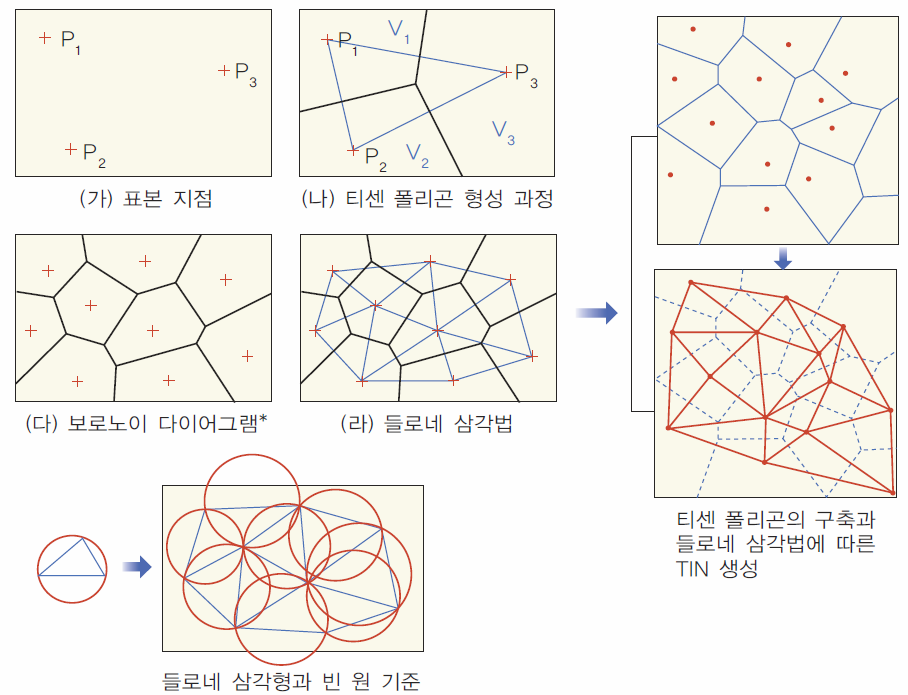 P1
P3
P2
(가) 표본 지점
V1
P1
P3
V3
P2
V2
(나) 티센 폴리곤 형성 과정
(다) 보로노이 다이어그램*
(라) 들로네 삼각법
티센 폴리곤의 구축과
들로네 삼각법에 따른
TIN 생성
들로네 삼각형과 빈 원 기준